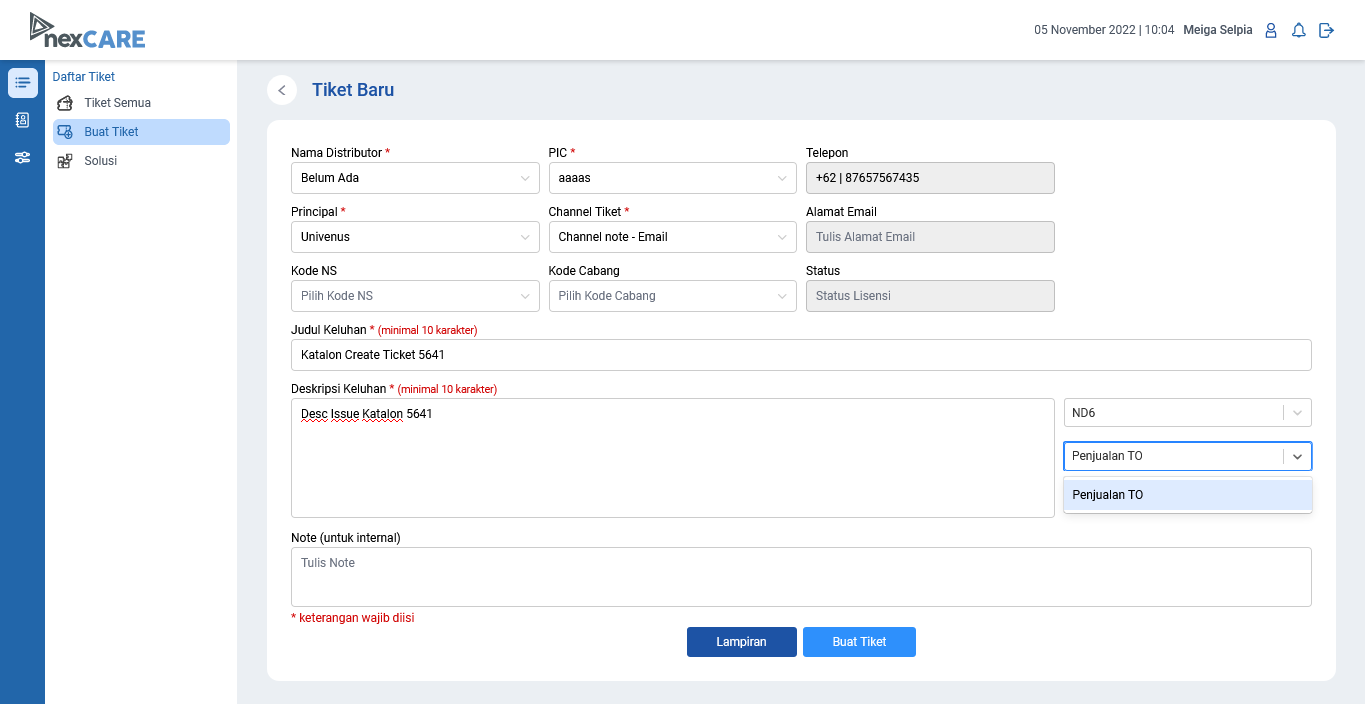 nexCARE
05 November 2022 | 10:04 Meiga Selpia
Daftar Tiket
Tiket Semua
Buat Tiket
Solusi
Tiket Baru
Nama Distributor *
PIC *
Telepon
Belum Ada
aaaas
+62 | 87657567435
Principal *
Channel Tiket *
Alamat Email
Univenus
Channel note - Email
Tulis Alamat Email
Kode NS
Kode Cabang
Status
Pilih Kode NS
Pilih Kode Cabang
Status Lisensi
Judul Keluhan * (minimal 10 karakter)
Katalon Create Ticket 5641
Deskripsi Keluhan * (minimal 10 karakter)
Desc Issue Katalon 5641
ND6
Penjualan TO
Penjualan TO
Note (untuk internal)
Tulis Note
* keterangan wajib diisi
Lampiran
Buat Tiket